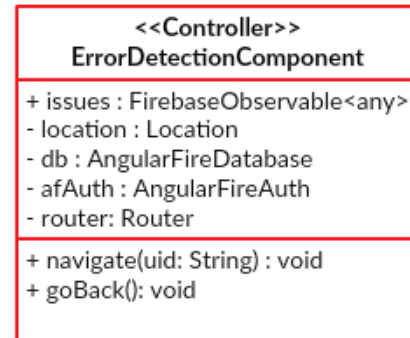 <<Controller>>
ErrorDetectionComponent
+ issues : FirebaseObservable<any>
- location : Location
- db : AngularFireDatabase
- afAuth : AngularFireAuth
- router: Router
+ navigate(uid: String) : void
+ goBack(): void